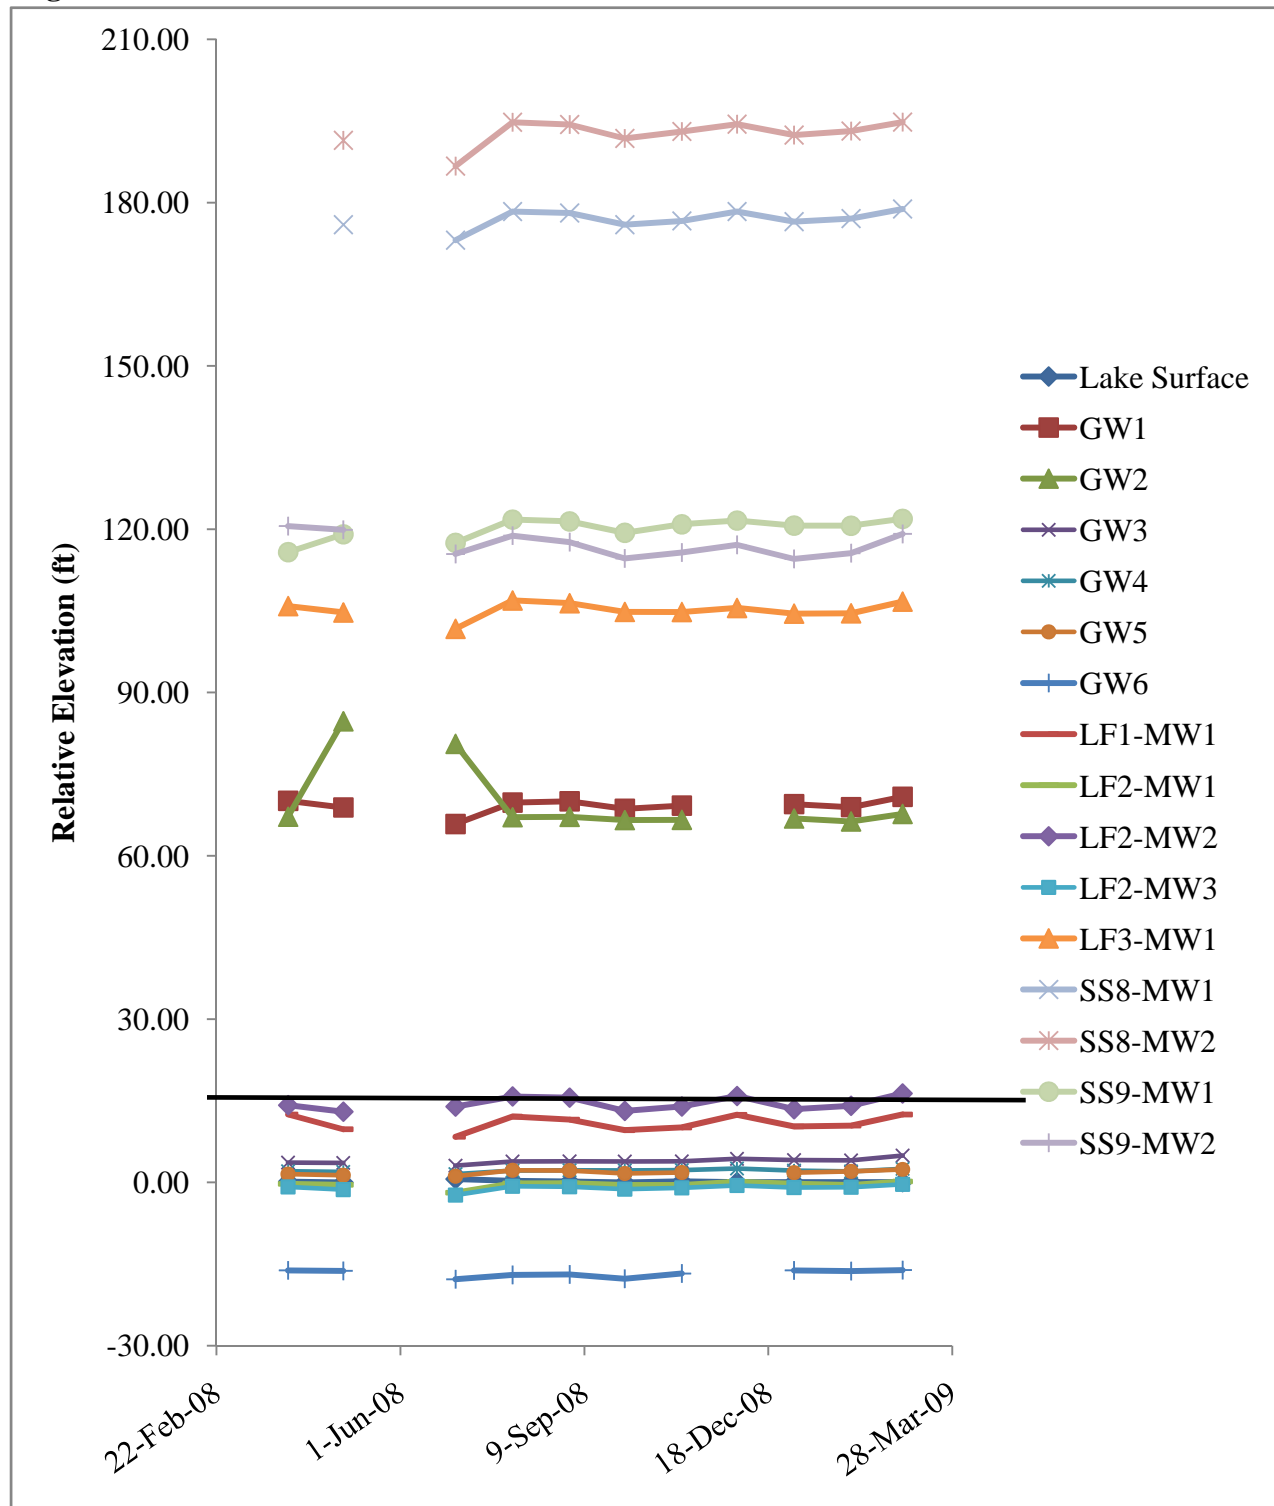 210.00
180.00
150.00
120.00
90.00
60.00
30.00
0.00
-30.00
Relative Elevation (ft)
22-Feb-08
1-Jun-08
9-Sep-08
18-Dec-08
28-Mar-09
Lake Surface
GW1
GW2
GW3
GW4
GW5
GW6
LF1-MW1
LF2-MW1
LF2-MW2
LF2-MW3
LF3-MW1
SS8-MW1
SS8-MW2
SS9-MW1
SS9-MW2